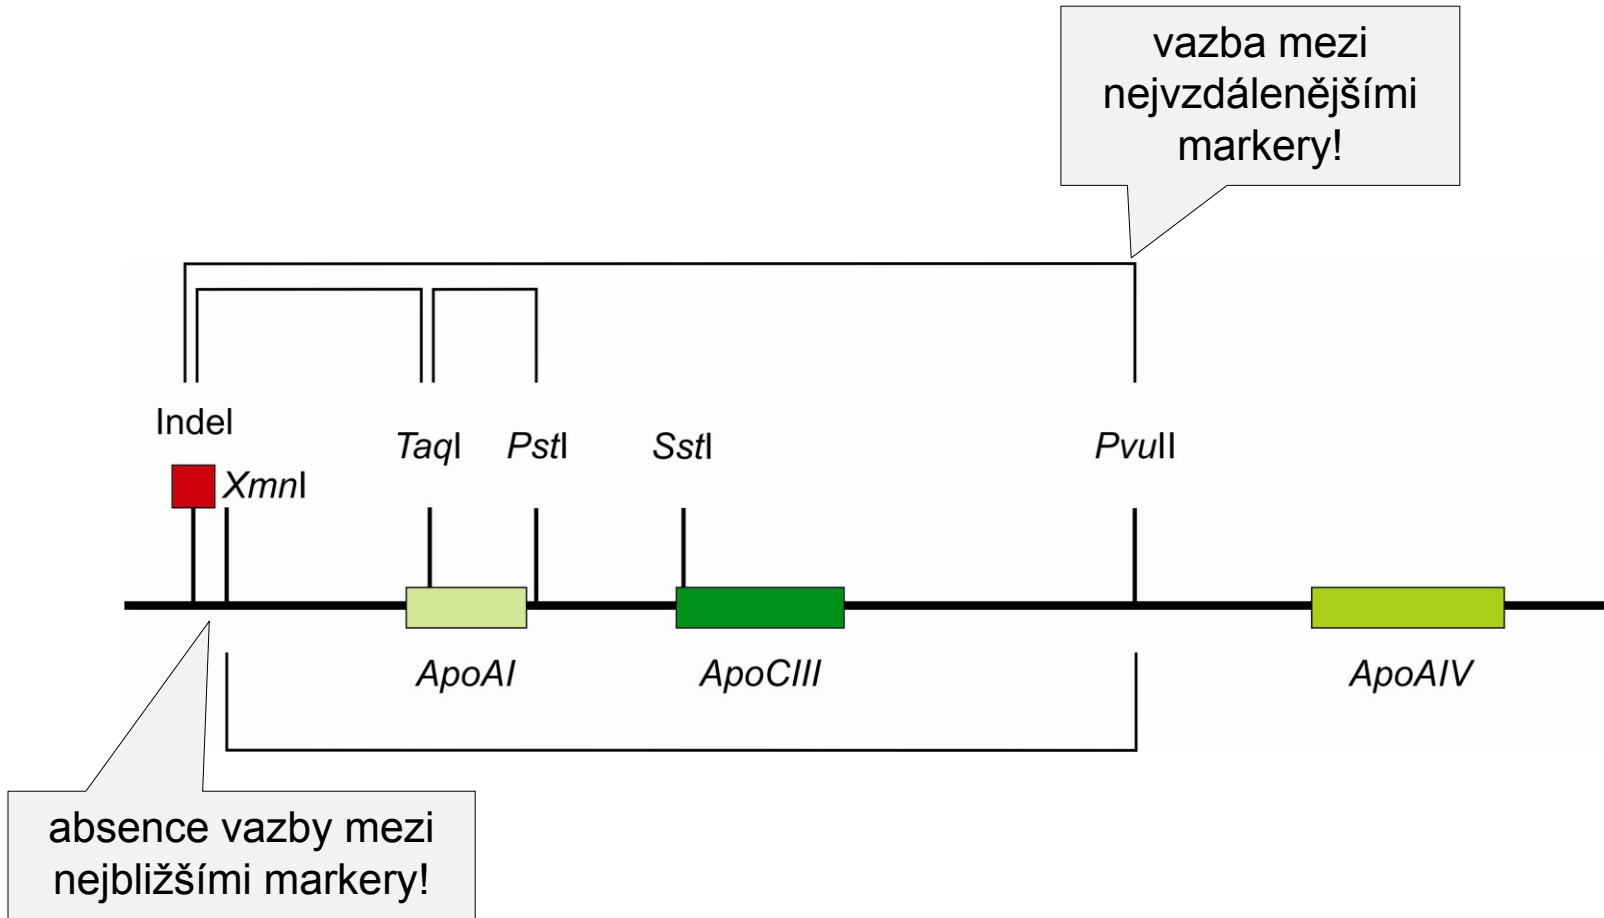 vazba mezi
nejvzdálenějšími
markery!
Indel
TaqI
PstI
SstI
PvuII
XmnI
ApoAI
ApoCIII
ApoAIV
absence vazby mezi
nejbližšími markery!